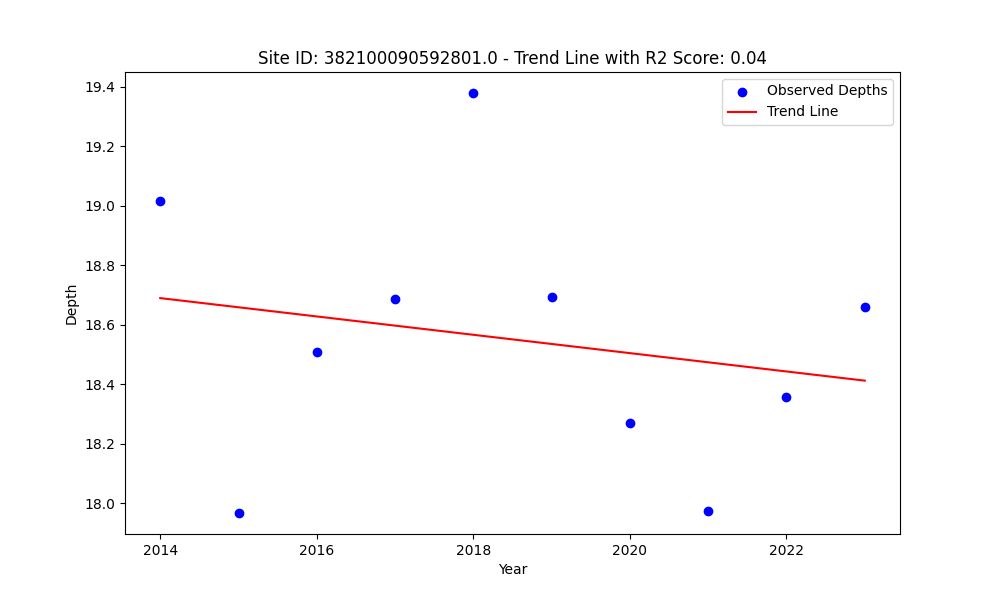 Site ID: 382100090592801.0 - Trend Line with R2 Score: 0.04
Observed Depths
Trend Line
Depth
19.4
19.2
19.0
18.8
18.6
18.4
18.2
18.0
2014
2016
2018
2020
2022
Year